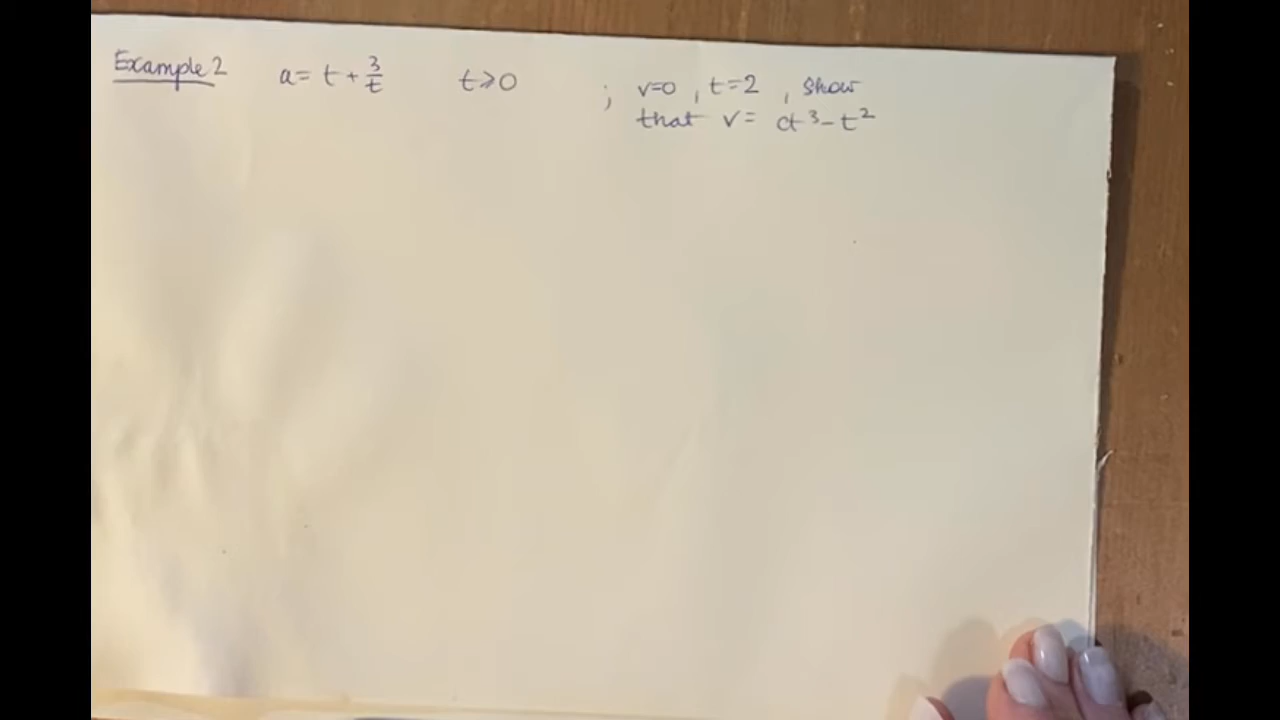 Example 2 a = t + 3/t t ⩾ 0 ; v=0 , t=2 , show
that v = ct³ - t²